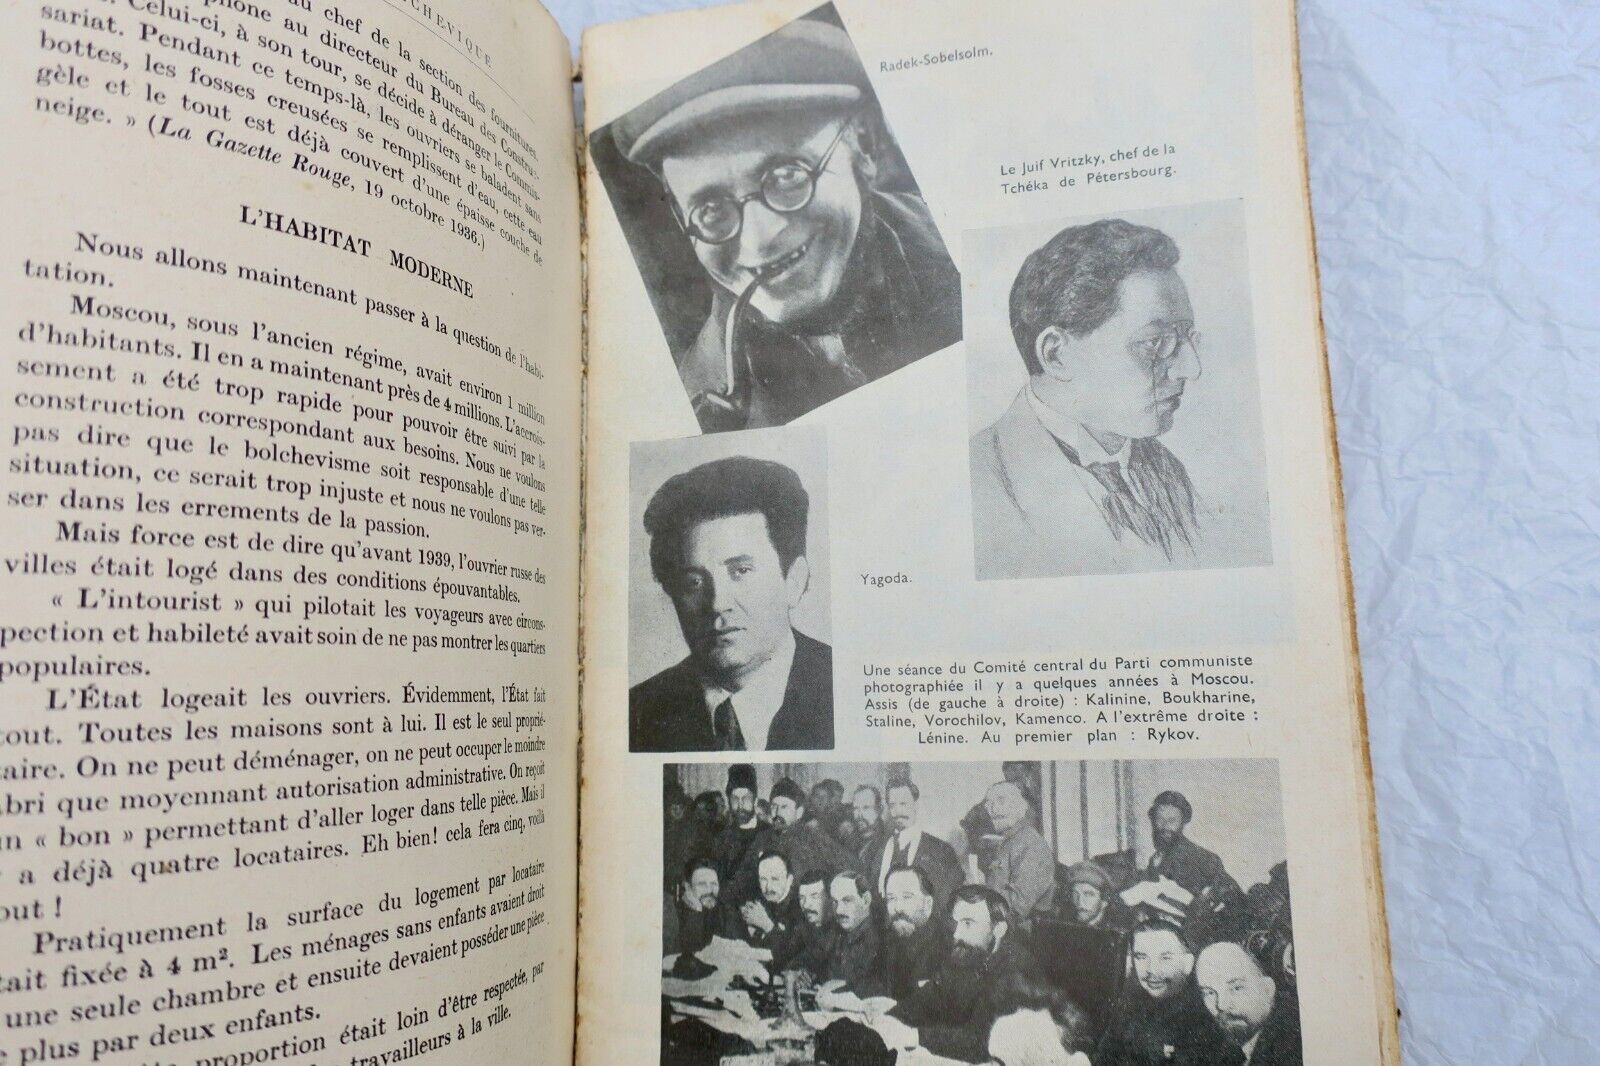 TCHEVIQUE
phone au chef de la section des fournitures.
Celui-ci, à son tour, au directeur du Bureau des Construc-
sariat. Pendant ce temps-là, se décide à déranger le Commis-
bottes, les fosses creusées les ouvriers se baladent sans
gèle et le tout est déjà se remplissent d'eau, cette eau
neige. » (La Gazette Rouge, couvert d'une épaisse couche de
19 octobre 1936.)
L'HABITAT MODERNE
Nous allons maintenant passer à la question de l'habi-
tation.
Moscou, sous l'ancien régime, avait environ 1 million
d'habitants. Il en a maintenant près de 4 millions. L'accrois-
sement a été trop rapide pour pouvoir être suivi par la
construction correspondant aux besoins. Nous ne voulons
pas dire que le bolchevisme soit responsable d'une telle
situation, ce serait trop injuste et nous ne voulons pas ver-
ser dans les errements de la passion.
Mais force est de dire qu'avant 1939, l'ouvrier russe des
villes était logé dans des conditions épouvantables.
« L'intourist » qui pilotait les voyageurs avec circons-
pection et habileté avait soin de ne pas montrer les quartiers
populaires.
L'État logeait les ouvriers. Évidemment, l'État fait
tout. Toutes les maisons sont à lui. Il est le seul proprié-
taire. On ne peut déménager, on ne peut occuper le moindre
abri que moyennant autorisation administrative. On reçoit
un « bon » permettant d'aller loger dans telle pièce. Mais il
y a déjà quatre locataires. Eh bien! cela fera cinq, voilà
tout !
Pratiquement la surface du logement par locataire
était fixée à 4 m². Les ménages sans enfants avaient droit
une seule chambre et ensuite devaient posséder une pièce
plus par deux enfants.
proportion était loin d'être respectée, par
travailleurs à la ville.
Radek-Sobelsolm.
Le Juif Vritzky, chef de la
Tchéka de Pétersbourg.
Yagoda.
Une séance du Comité central du Parti communiste
photographiée il y a quelques années à Moscou.
Assis (de gauche à droite) : Kalinine, Boukharine,
Staline, Vorochilov, Kamenco. A l'extrême droite :
Lénine. Au premier plan : Rykov.